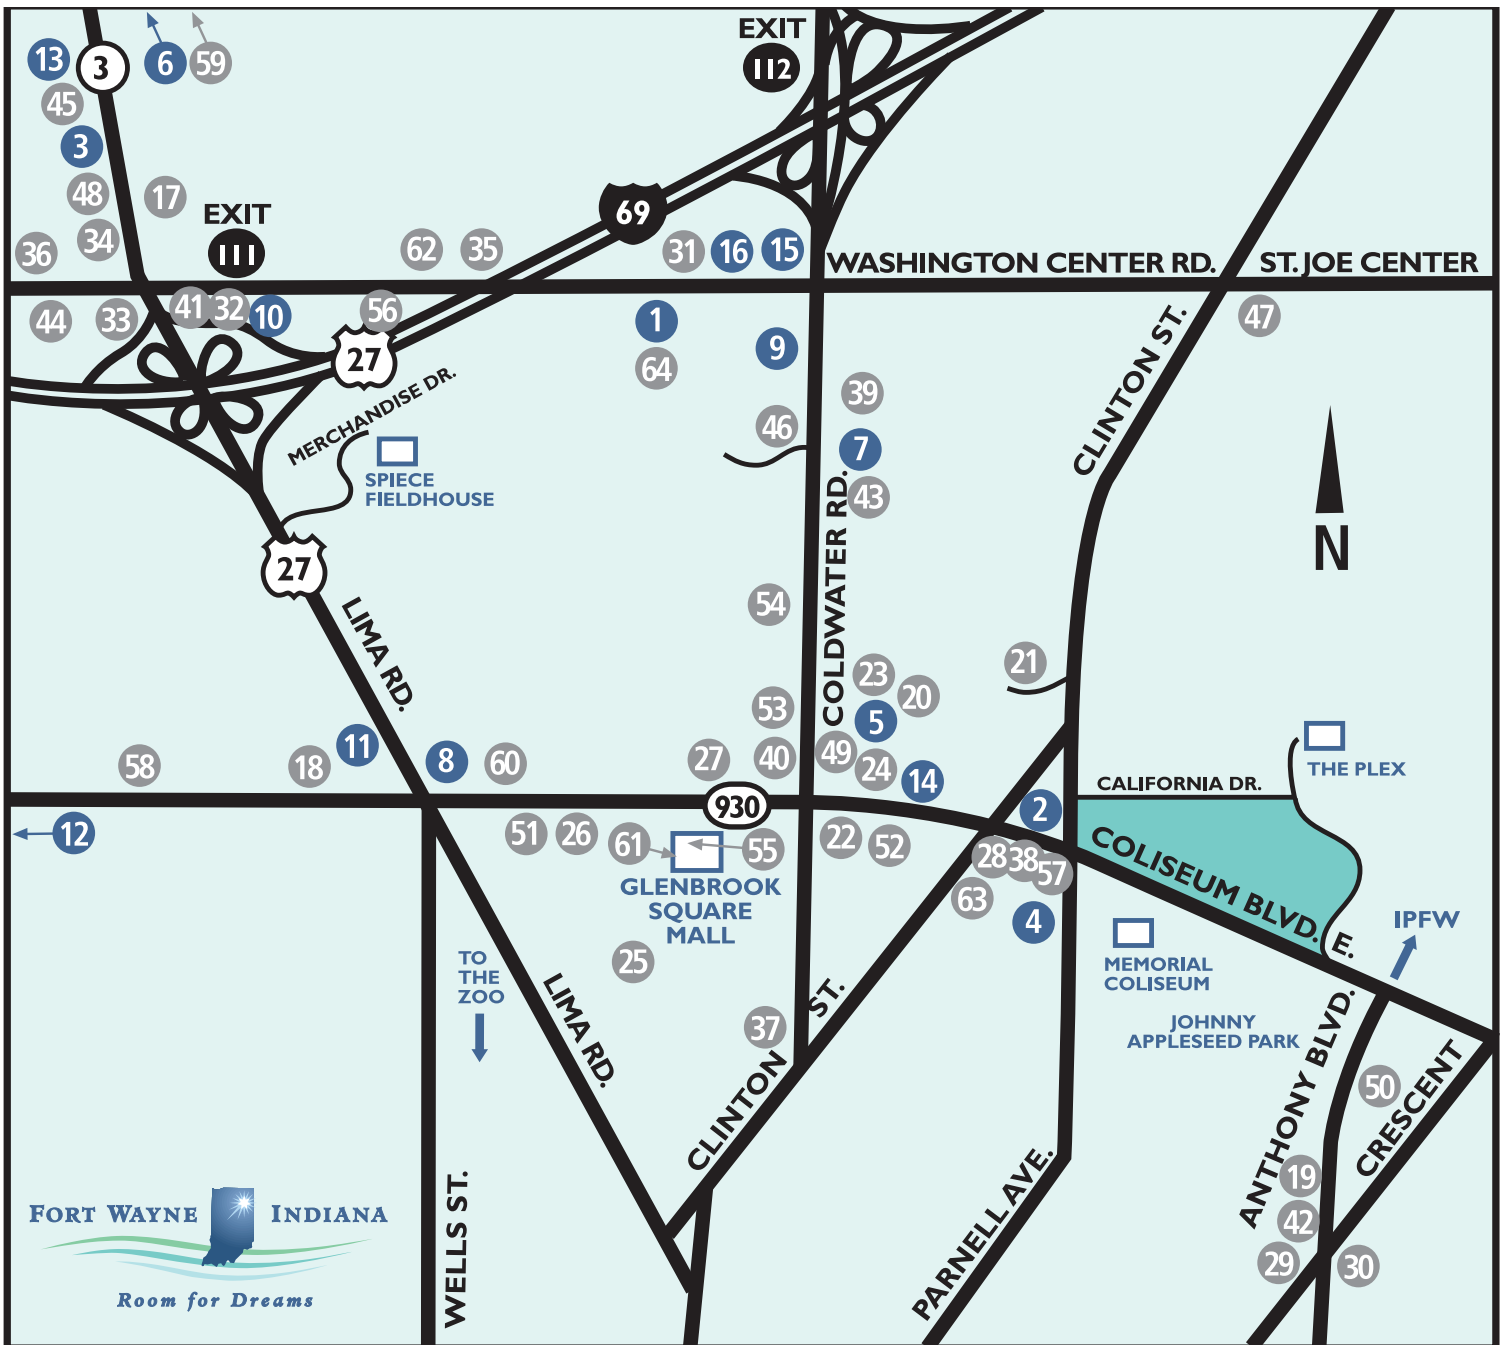 EXIT
112
13
3
6
59
45
3
48
17
34
36
EXIT
111
62
35
69
31
16
15
WASHINGTON CENTER RD.
ST. JOE CENTER
44
33
41
32
10
56
27
1
64
9
47
CLINTON ST.
MERCHANDISE DR.
SPIECE
FIELDHOUSE
39
46
7
43
COLDWATER RD.
N
27
LIMA RD.
54
21
23
20
5
53
49
24
14
40
27
58
18
11
8
60
930
THE PLEX
CALIFORNIA DR.
2
12
51
26
61
55
GLENBROOK
SQUARE
MALL
22
52
28
38
57
63
4
COLISEUM BLVD. E.
IPFW
MEMORIAL
COLISEUM
JOHNNY
APPLESEED PARK
TO
THE
ZOO
25
LIMA RD.
37
CLINTON ST.
ANTHONY BLVD.
50
CRESCENT
19
42
29
30
PARNELL AVE.
WELLS ST.
FORT WAYNE INDIANA
Room for Dreams